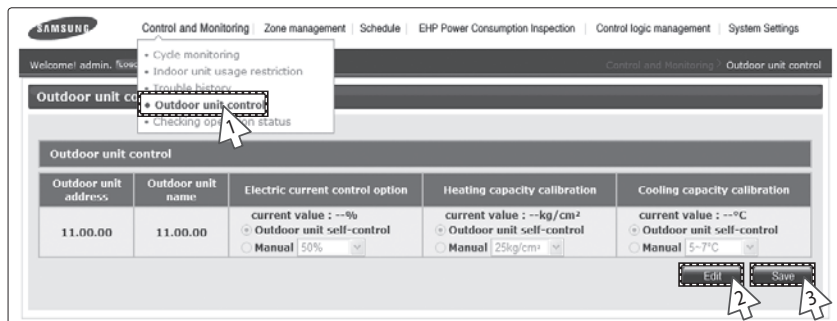 SAMSUNG
Control and Monitoring | Zone management | Schedule | EHP Power Consumption Inspection | Control logic management | System Settings
• Cycle monitoring
Welcome! admin.
• Indoor unit usage restriction
Control and Monitoring > Outdoor unit control
• Trouble history
Outdoor unit co
• Outdoor unit control
1
• Checking operation status
Outdoor unit control
Outdoor unit address
Outdoor unit name
Electric current control option
Heating capacity calibration
Cooling capacity calibration
11.00.00
11.00.00
current value : --%
Outdoor unit self-control
Manual 50%
current value : --kg/cm²
Outdoor unit self-control
Manual 25kg/cm²
current value : --°C
Outdoor unit self-control
Manual 5~7°C
Edit
Save
2
3